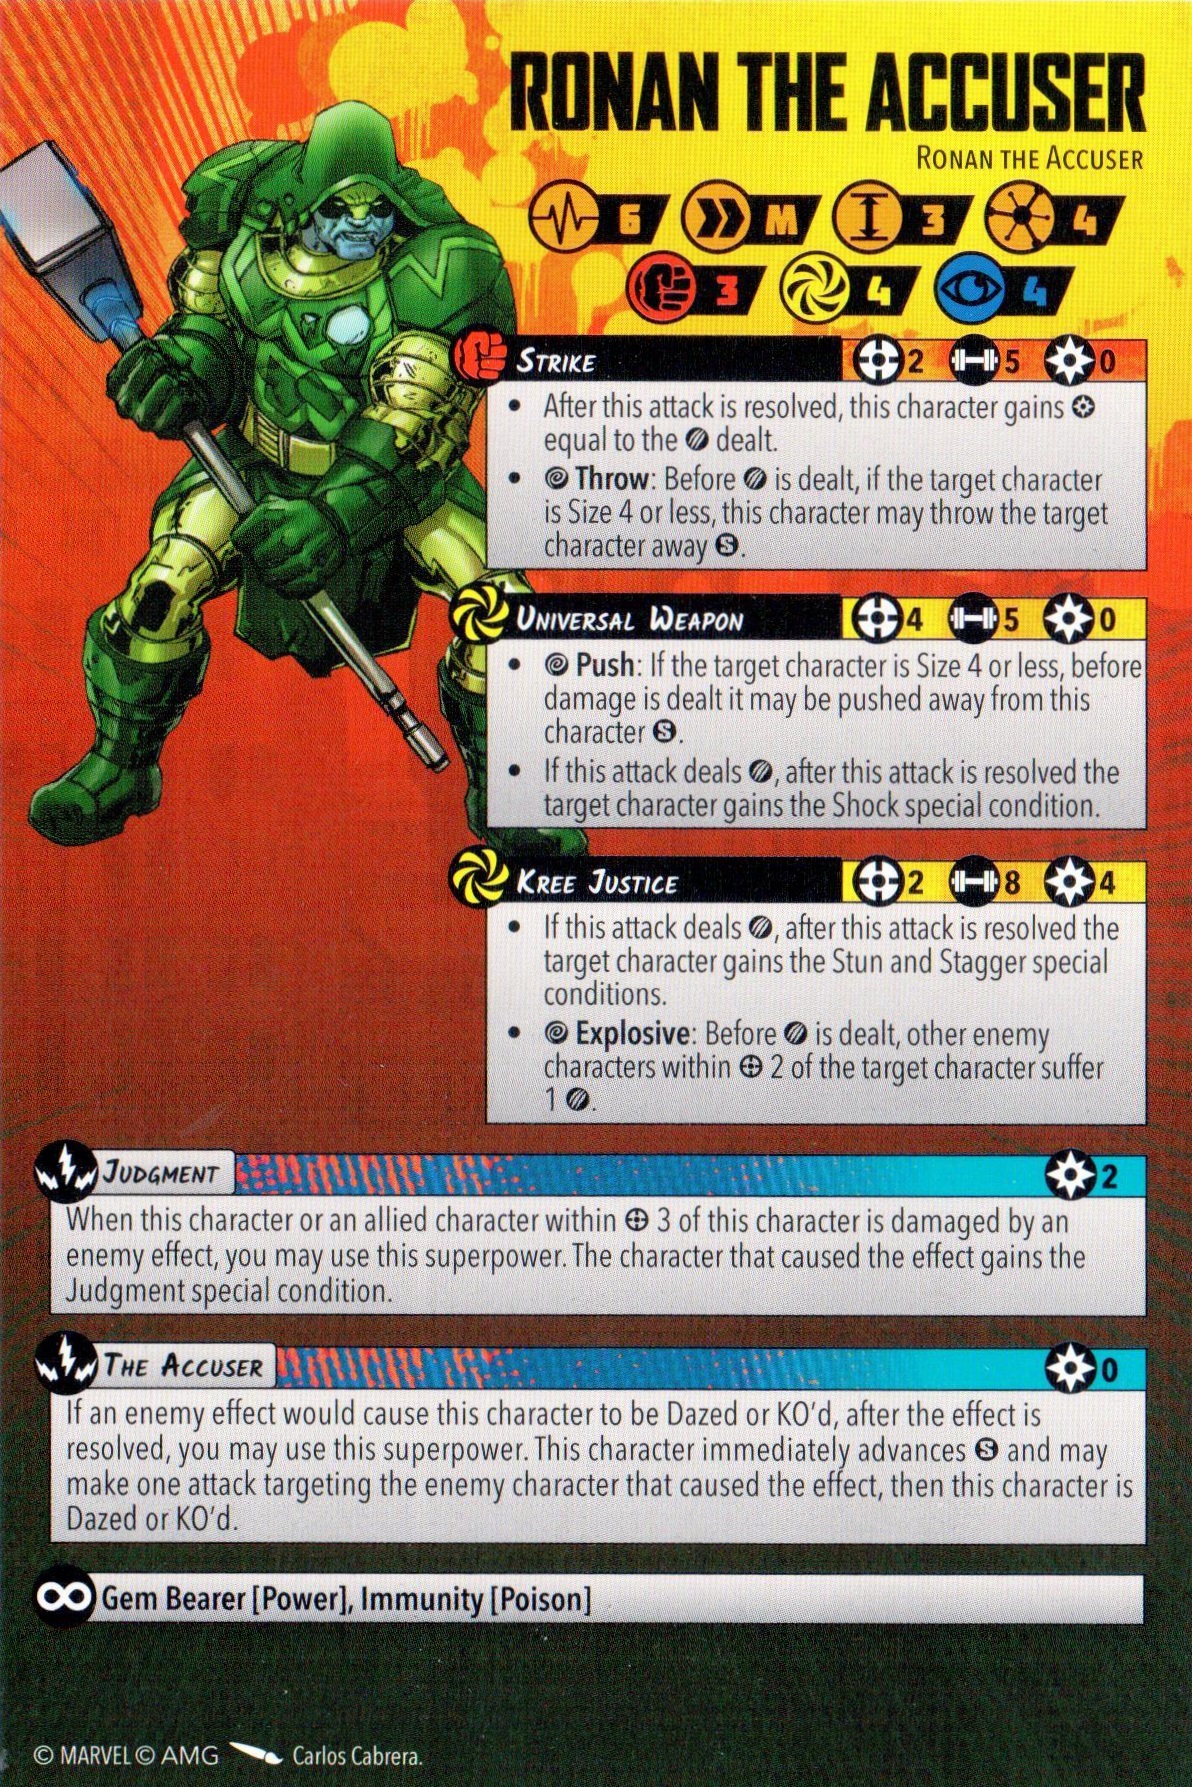 RONAN THE ACCUSER
RONAN THE ACCUSER
6 M 3 4
3 4 4
STRIKE 2 5 0
• After this attack is resolved, this character gains
equal to the dealt.
• Throw: Before is dealt, if the target character
is Size 4 or less, this character may throw the target
character away S.
UNIVERSAL WEAPON 4 5 0
• Push: If the target character is Size 4 or less, before
damage is dealt it may be pushed away from this
character S.
• If this attack deals , after this attack is resolved the
target character gains the Shock special condition.
KREE JUSTICE 2 8 4
• If this attack deals , after this attack is resolved the
target character gains the Stun and Stagger special
conditions.
• Explosive: Before is dealt, other enemy
characters within 2 of the target character suffer
1 .
JUDGMENT 2
When this character or an allied character within 3 of this character is damaged by an
enemy effect, you may use this superpower. The character that caused the effect gains the
Judgment special condition.
THE ACCUSER 0
If an enemy effect would cause this character to be Dazed or KO'd, after the effect is
resolved, you may use this superpower. This character immediately advances S and may
make one attack targeting the enemy character that caused the effect, then this character is
Dazed or KO'd.
∞ Gem Bearer [Power], Immunity [Poison]
© MARVEL © AMG Carlos Cabrera.